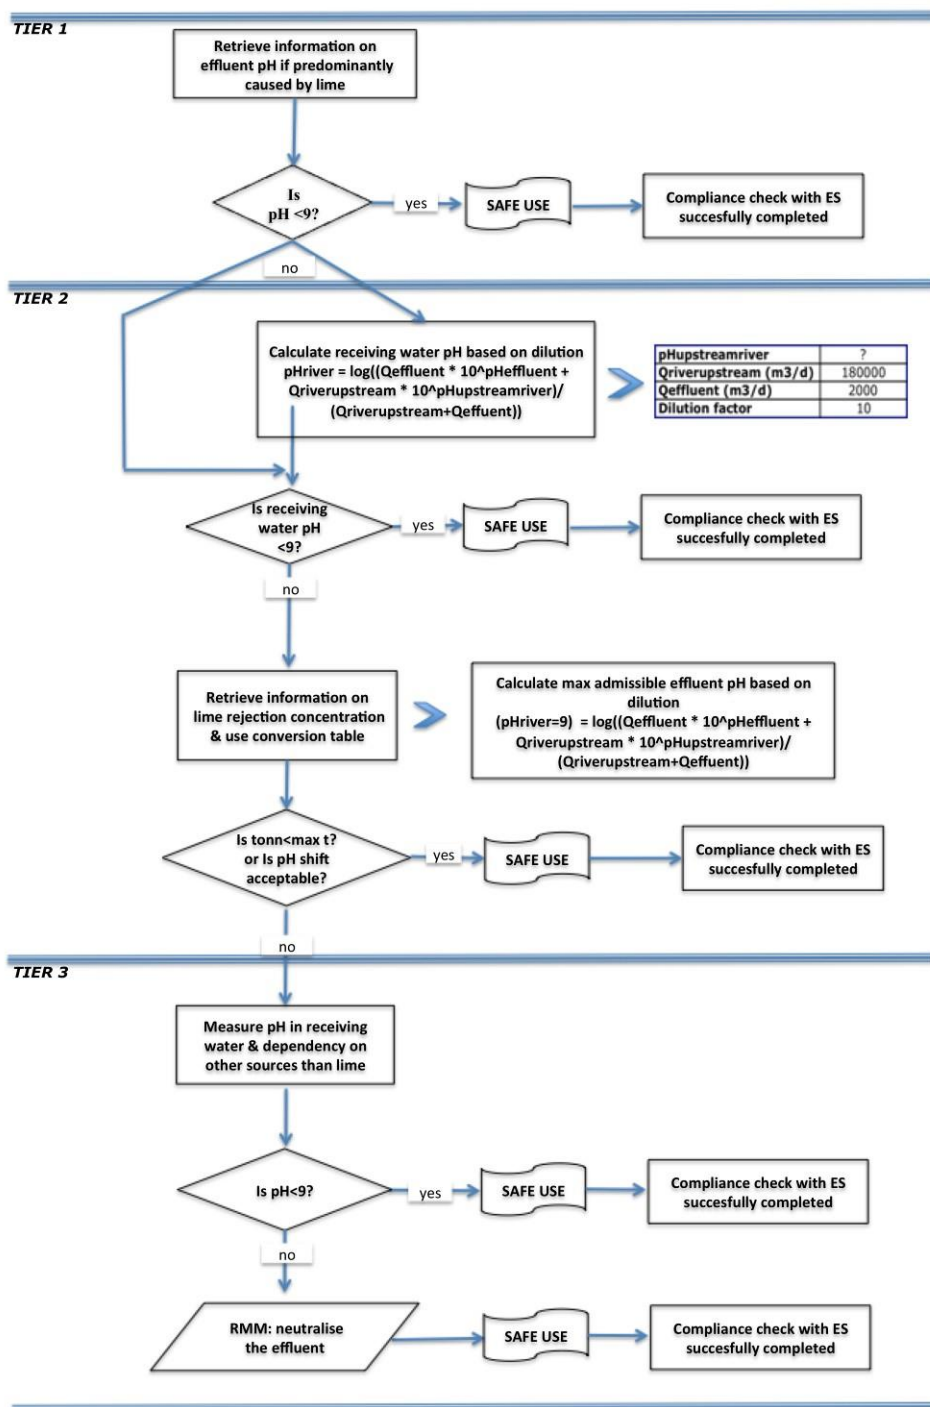 TIER 1
Retrieve information on
effluent pH if predominantly
caused by lime
Is
pH <9?
yes
SAFE USE
Compliance check with ES
succesfully completed
no
TIER 2
Calculate receiving water pH based on dilution
pHriver = log((Qeffluent * 10^pHeffluent +
Qriverupstream * 10^pHupstreamriver)/
(Qriverupstream+Qeffuent))
pHupstreamriver ?
Qriverupstream (m3/d) 180000
Qeffluent (m3/d) 2000
Dilution factor 10
Is receiving
water pH
<9?
yes
SAFE USE
Compliance check with ES
succesfully completed
no
Retrieve information on
lime rejection concentration
& use conversion table
Calculate max admissible effluent pH based on
dilution
(pHriver=9) = log((Qeffluent * 10^pHeffluent +
Qriverupstream * 10^pHupstreamriver)/
(Qriverupstream+Qeffuent))
Is tonn<max t?
or Is pH shift
acceptable?
yes
SAFE USE
Compliance check with ES
succesfully completed
no
TIER 3
Measure pH in receiving
water & dependency on
other sources than lime
Is pH<9?
yes
SAFE USE
Compliance check with ES
succesfully completed
no
RMM: neutralise
the effluent
SAFE USE
Compliance check with ES
succesfully completed